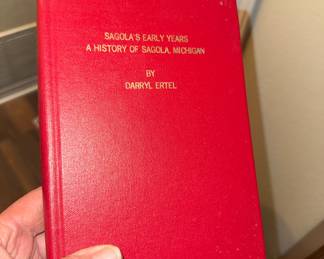 SAGOLA'S EARLY YEARS
A HISTORY OF SAGOLA, MICHIGAN
BY
DARRYL ERTEL